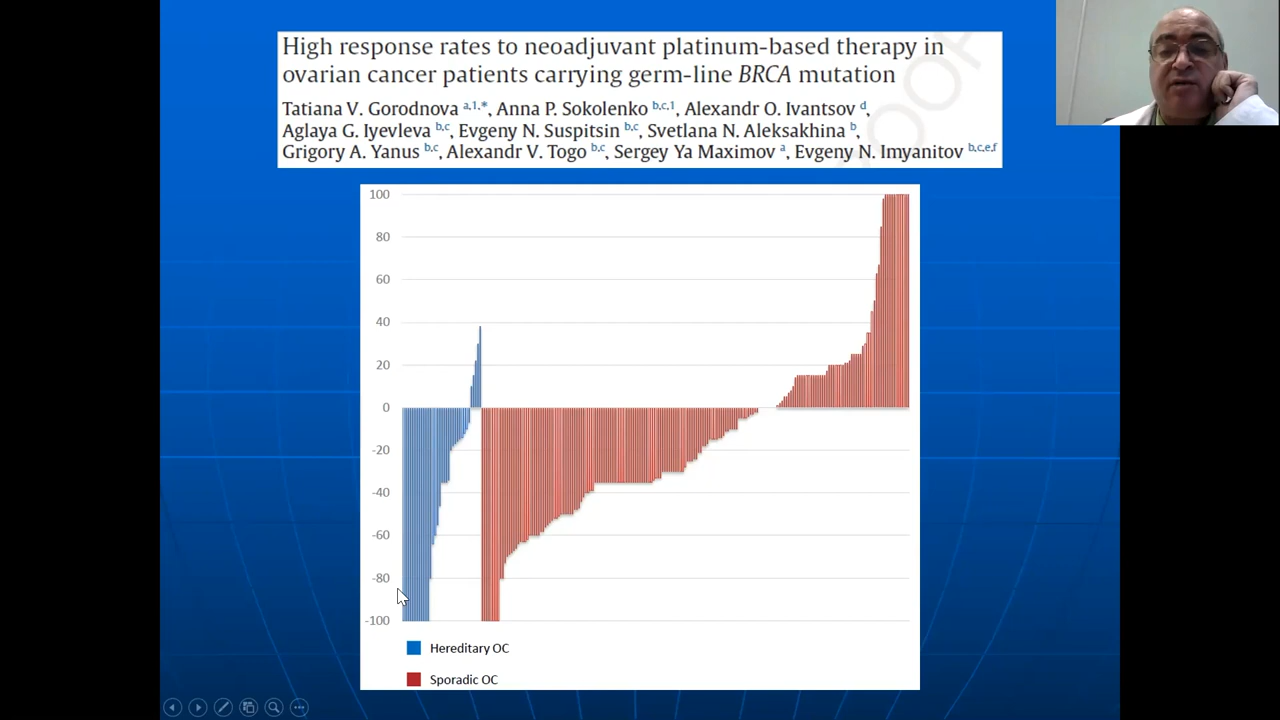 High response rates to neoadjuvant platinum-based therapy in
ovarian cancer patients carrying germ-line BRCA mutation
Tatiana V. Gorodnova a,1,*, Anna P. Sokolenko b,c,1, Alexandr O. Ivantsov d,
Aglaya G. Iyevleva b,c, Evgeny N. Suspitsin b,c, Svetlana N. Aleksakhina b,
Grigory A. Yanus b,c, Alexandr V. Togo b,c, Sergey Ya Maximov a, Evgeny N. Imyanitov b,c,e,f
100
80
60
40
20
0
-20
-40
-60
-80
-100
Hereditary OC
Sporadic OC